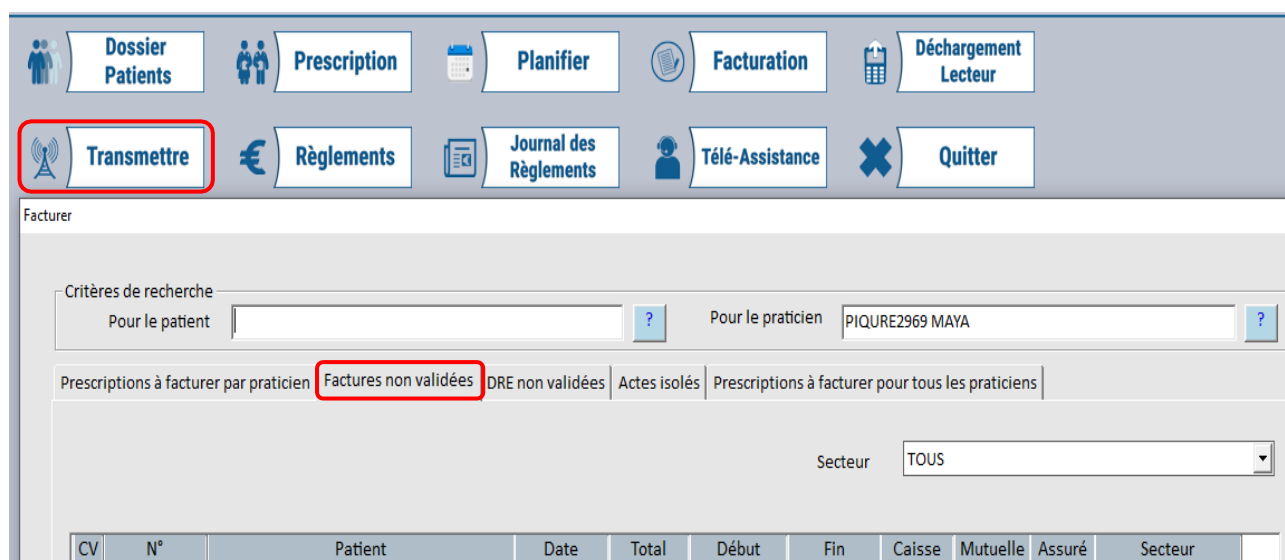 Dossier
Patients
Prescription
Planifier
Facturation
Déchargement
Lecteur
Transmettre
€
Règlements
Journal des
Règlements
Télé-Assistance
Quitter
Facturer
Critères de recherche
Pour le patient ? Pour le praticien PIQURE2969 MAYA ?
Prescriptions à facturer par praticien Factures non validées DRE non validées Actes isolés Prescriptions à facturer pour tous les praticiens
Secteur TOUS
CV N° Patient Date Total Début Fin Caisse Mutuelle Assuré Secteur